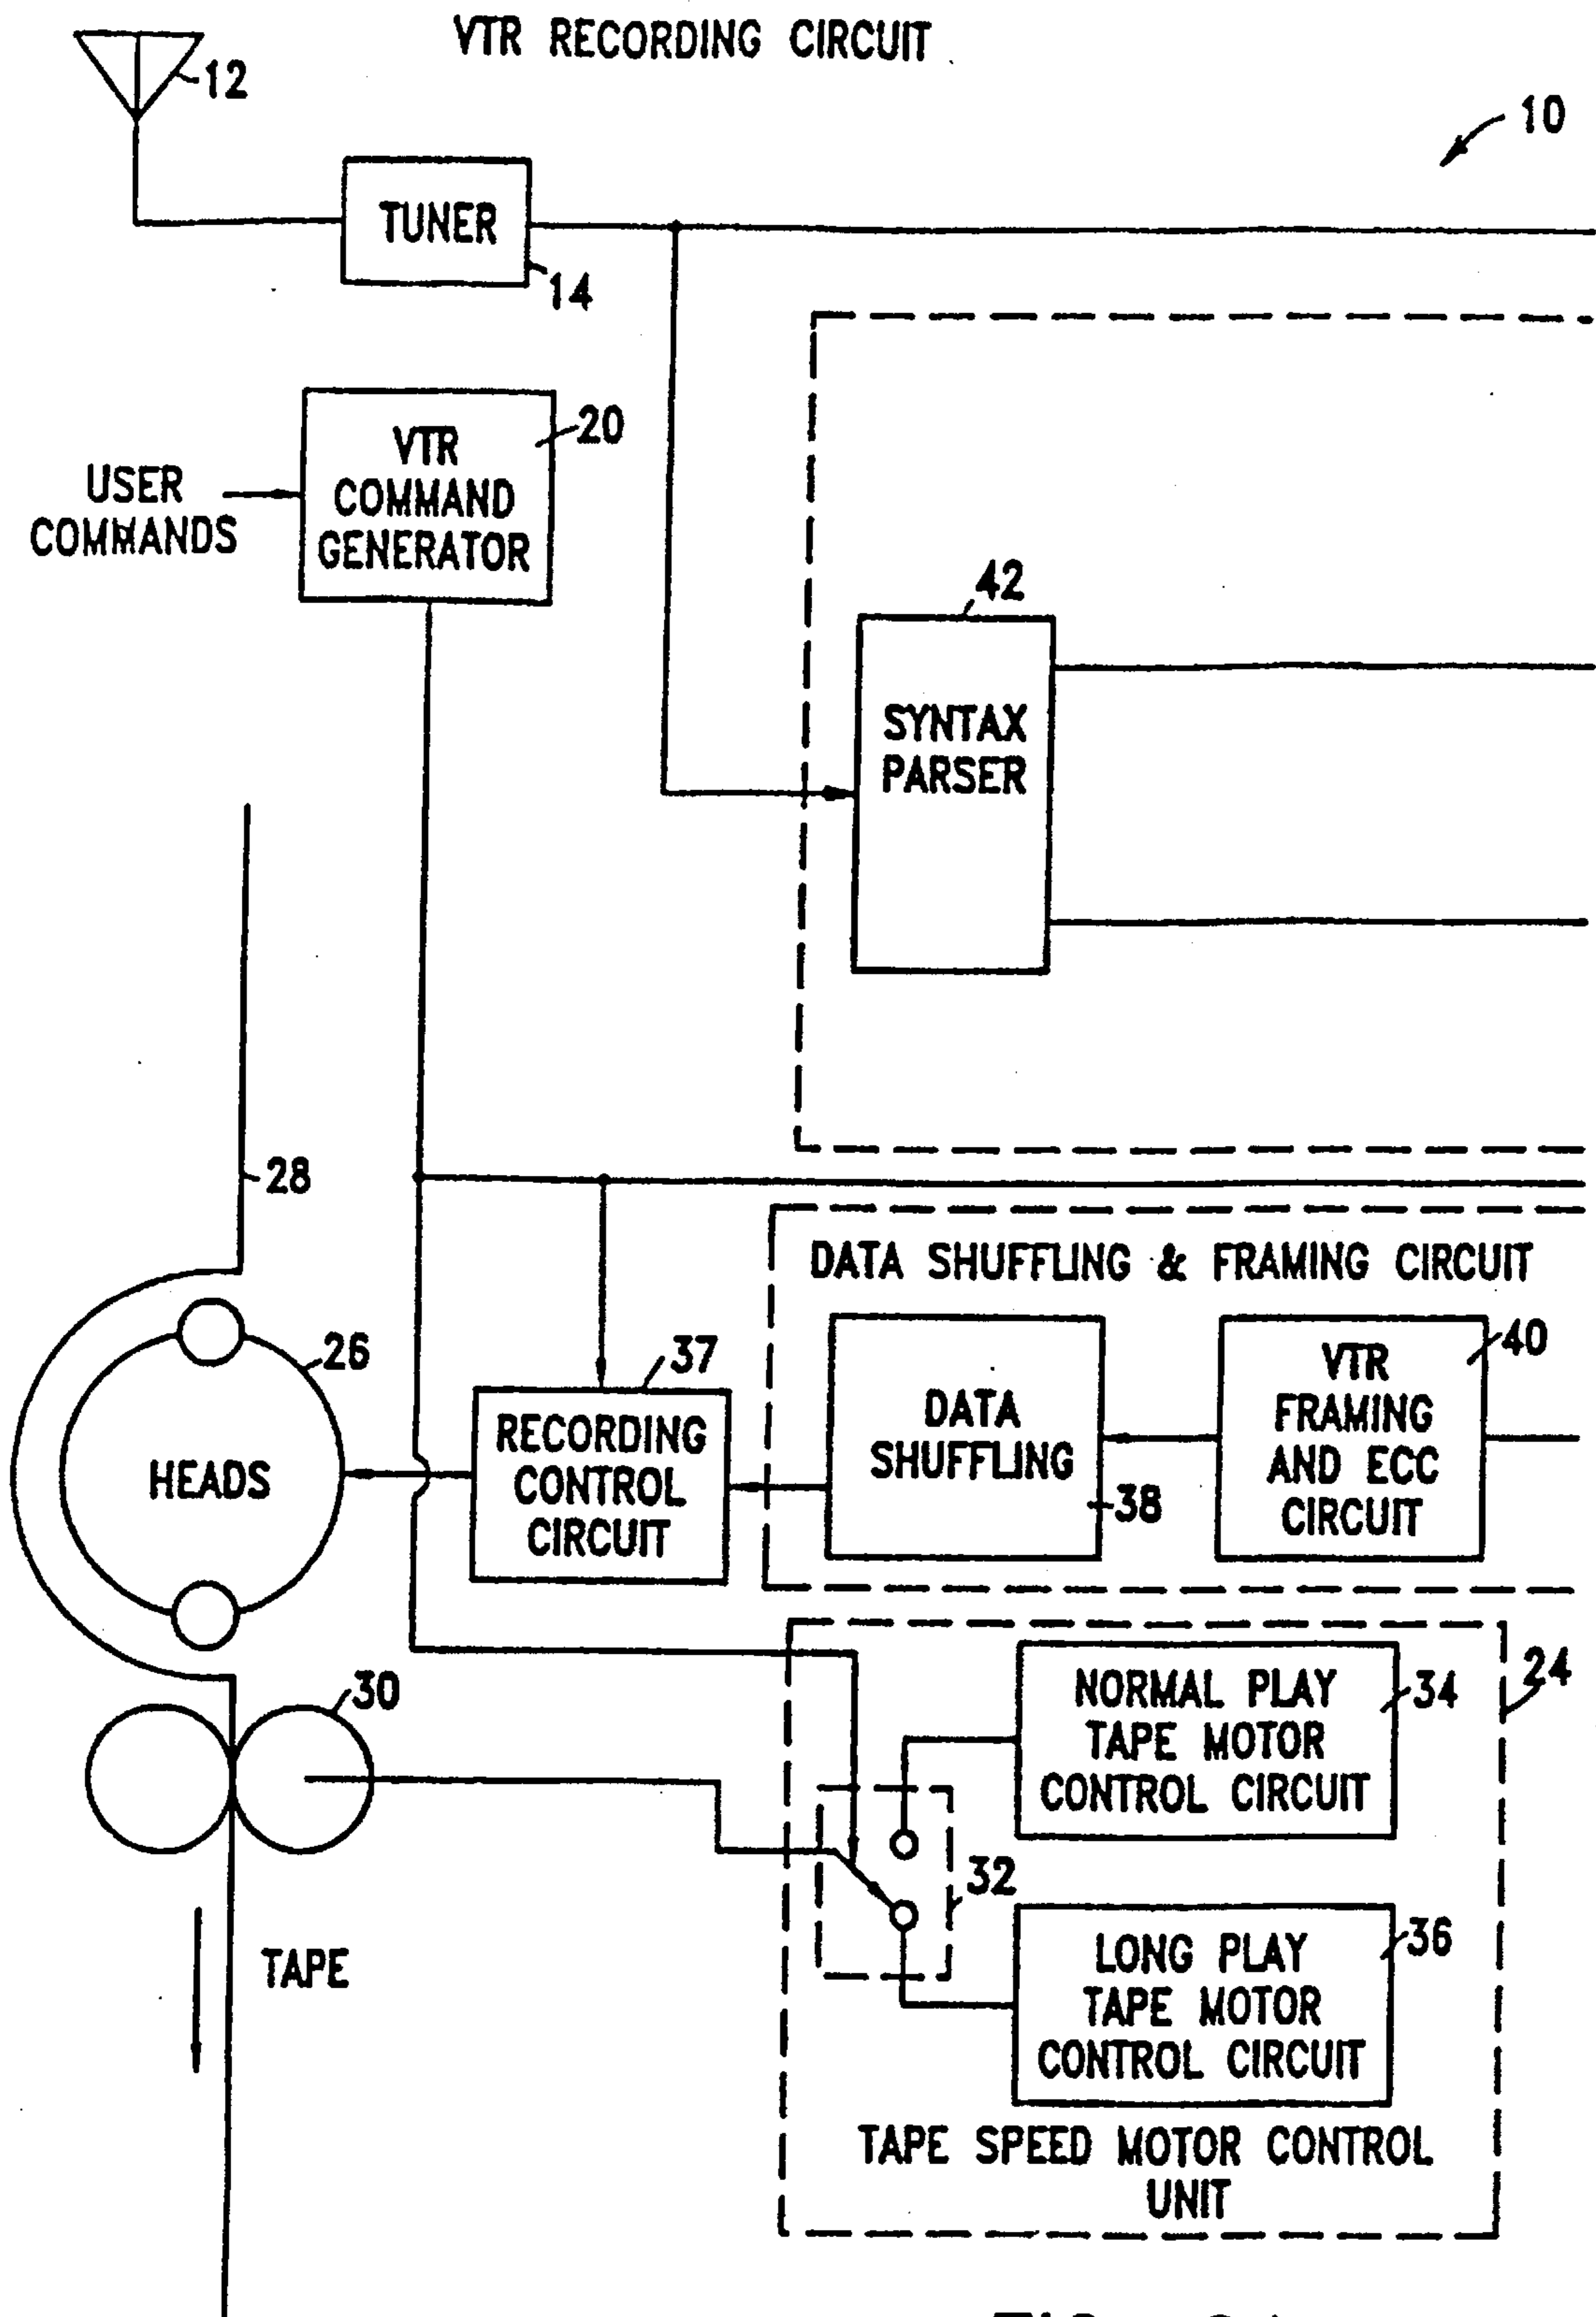 VTR RECORDING CIRCUIT
12
10
TUNER
14
20
VTR
COMMAND
GENERATOR
USER
COMMANDS
42
SYNTAX
PARSER
28
DATA SHUFFLING & FRAMING CIRCUIT
26
37
40
HEADS
RECORDING
CONTROL
CIRCUIT
DATA
SHUFFLING
38
VTR
FRAMING
AND ECC
CIRCUIT
30
NORMAL PLAY
TAPE MOTOR
CONTROL CIRCUIT
34
24
32
TAPE
LONG PLAY
TAPE MOTOR
CONTROL CIRCUIT
36
TAPE SPEED MOTOR CONTROL
UNIT